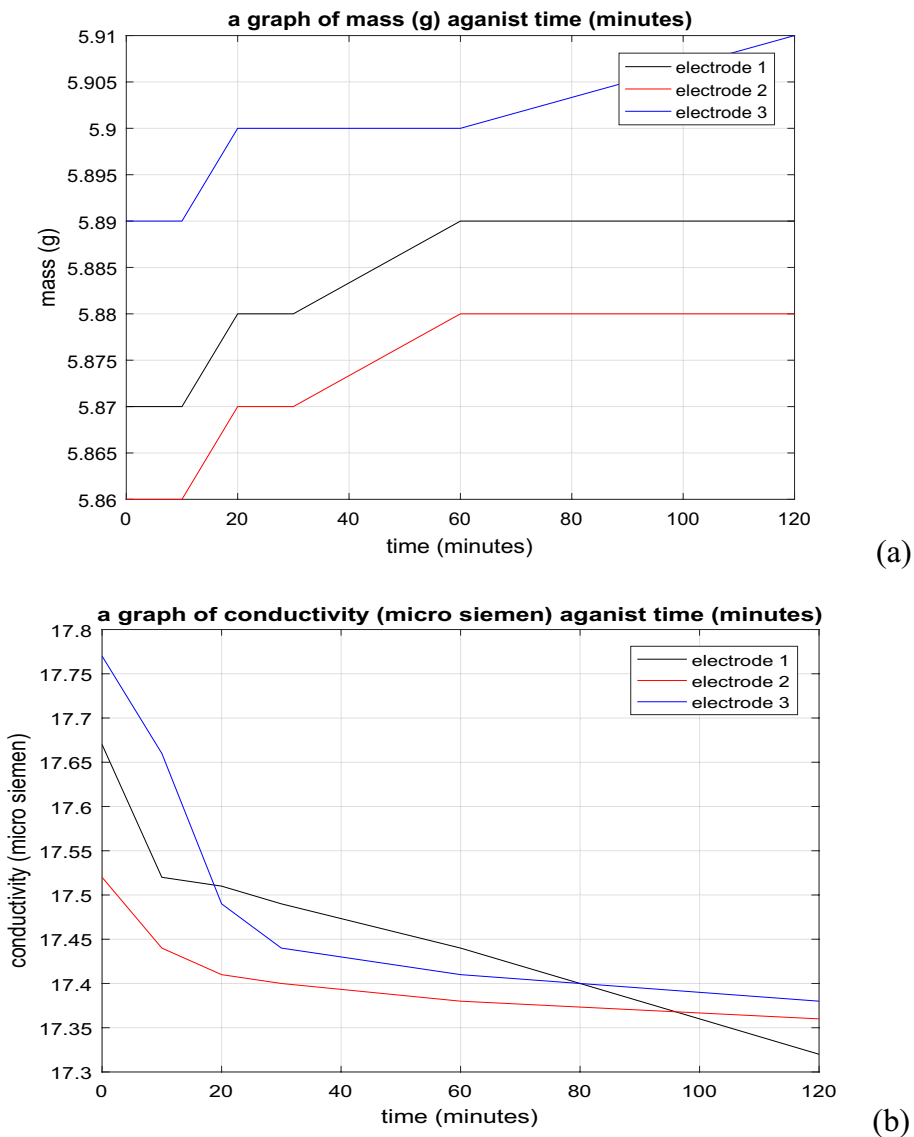 a graph of mass (g) aganist time (minutes)
5.91
5.905
5.9
5.895
5.89
5.885
5.88
5.875
5.87
5.865
5.86
mass (g)
electrode 1
electrode 2
electrode 3
0 20 40 60 80 100 120
time (minutes)
(a)
a graph of conductivity (micro siemen) aganist time (minutes)
17.8
17.75
17.7
17.65
17.6
17.55
17.5
17.45
17.4
17.35
17.3
conductivity (micro siemen)
electrode 1
electrode 2
electrode 3
0 20 40 60 80 100 120
time (minutes)
(b)